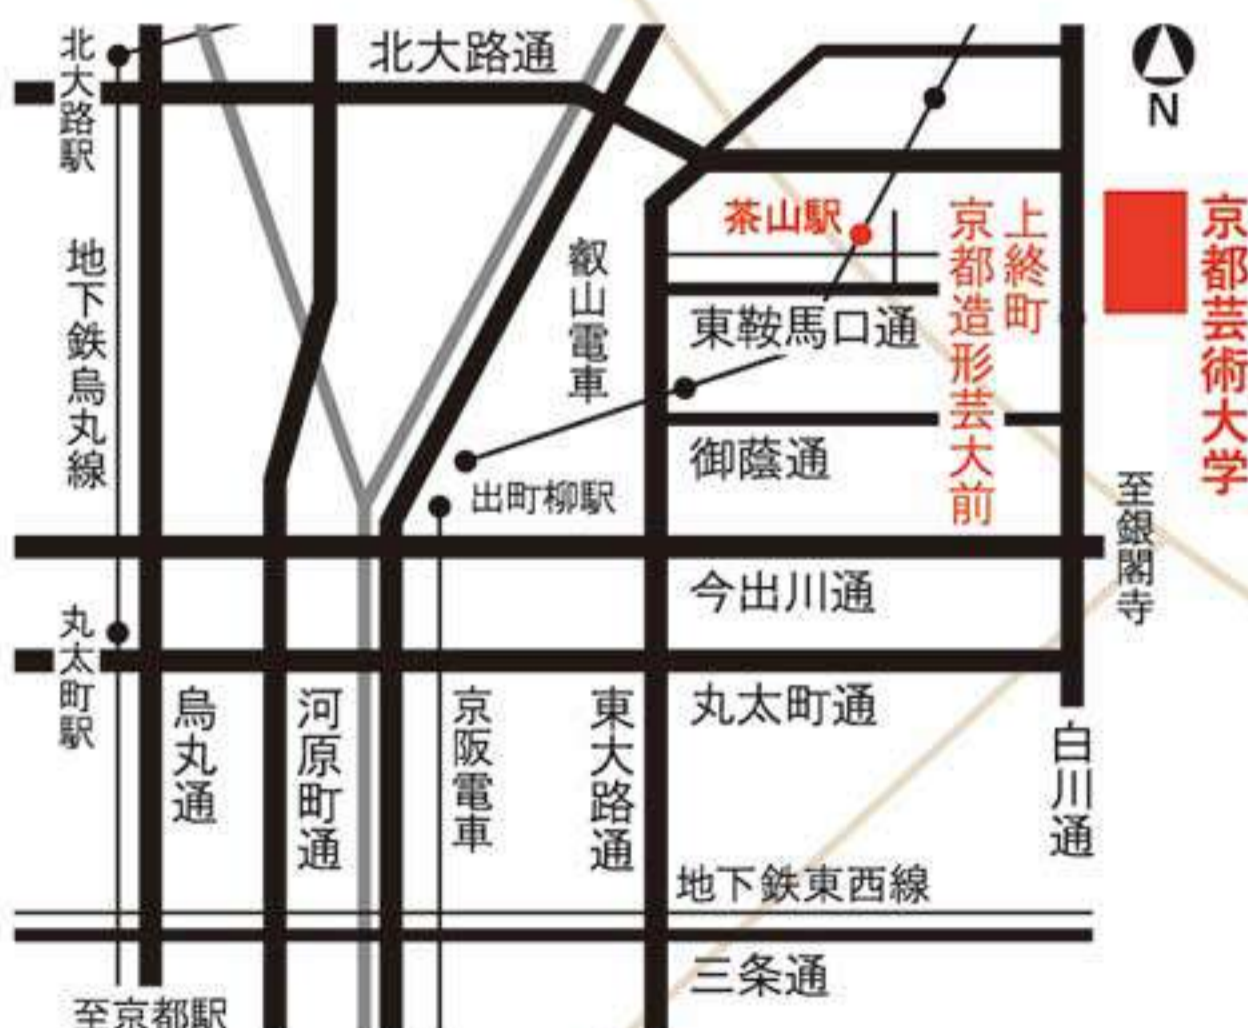 北大路駅
北大路通
N
茶山駅
上終町
京都造形芸大前
京都芸術大学
地下鉄烏丸線
叡山電車
東鞍馬口通
御蔭通
出町柳駅
至銀閣寺
今出川通
丸太町駅
丸太町通
烏丸通
河原町通
京阪電車
東大路通
白川通
地下鉄東西線
三条通
至京都駅